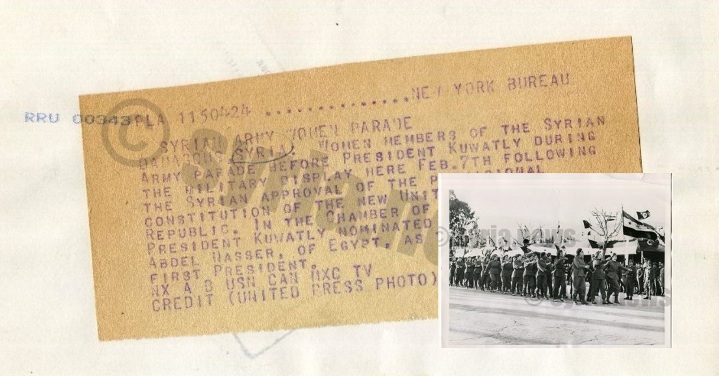 RRU 00343
PLA 1150424 .............. NEW YORK BUREAU
SYRIAN ARMY WOMEN PARADE
DAMASCUS, SYRIA: WOMEN MEMBERS OF THE SYRIAN
ARMY PARADE BEFORE PRESIDENT KUWATLY DURING
THE MILITARY DISPLAY HERE FEB.7TH FOLLOWING
THE SYRIAN APPROVAL OF THE
CONSTITUTION OF THE NEW
REPUBLIC. IN THE CHAMBER OF
PRESIDENT KUWATLY NOMINATED
ABDEL NASSER, OF EGYPT, AS
FIRST PRESIDENT.
NX A B USN CAN MXC TV
CREDIT (UNITED PRESS PHOTO)